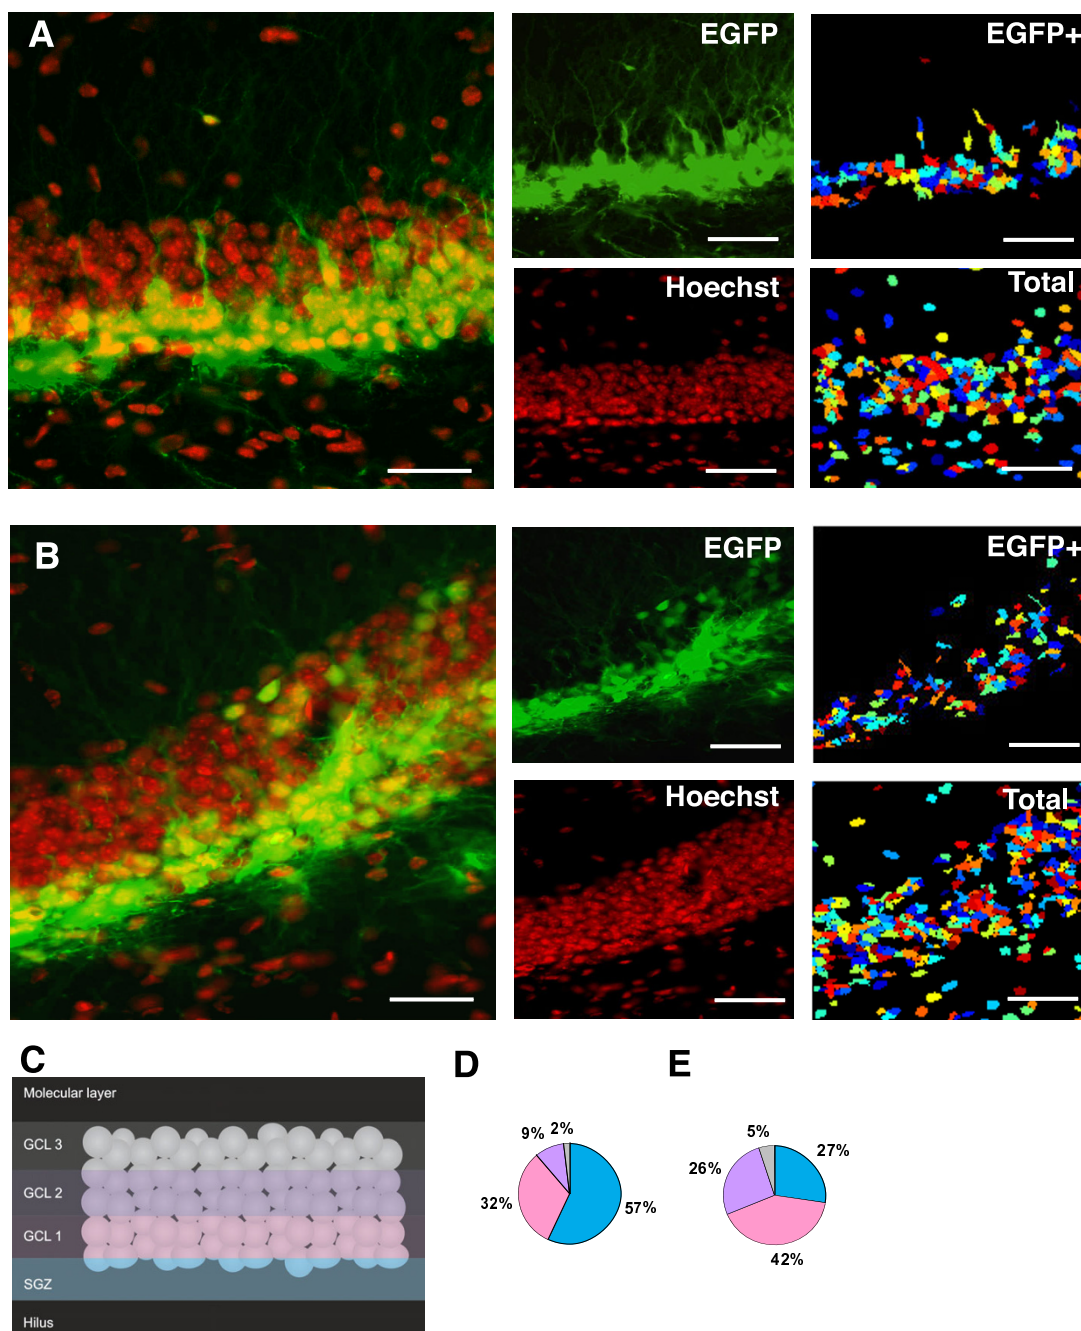 A
EGFP
EGFP+
Hoechst
Total
B
EGFP
EGFP+
Hoechst
Total
C
D
E
Molecular layer
GCL 3
GCL 2
GCL 1
SGZ
Hilus
9%
2%
32%
57%
5%
27%
26%
42%